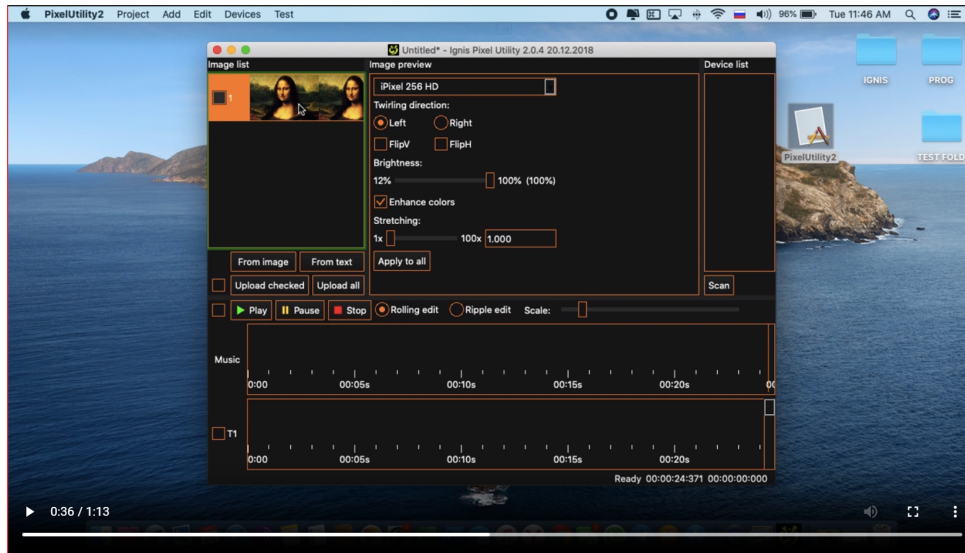 PixelUtility2 Project Add Edit Devices Test 96% Tue 11:46 AM
Untitled* - Ignis Pixel Utility 2.0.4 20.12.2018
Image list Image preview Device list
IGNIS PROG
1
iPixel 256 HD
Twirling direction:
Left Right
FlipV FlipH
Brightness:
12% 100% (100%)
Enhance colors
Stretching:
1x 100x 1.000
PixelUtility2 TEST FOLD
From image From text Apply to all
Upload checked Upload all Scan
Play Pause Stop Rolling edit Ripple edit Scale:
Music
0:00 00:05s 00:10s 00:15s 00:20s 00
T1
0:00 00:05s 00:10s 00:15s 00:20s
Ready 00:00:24:371 00:00:00:000
0:36 / 1:13